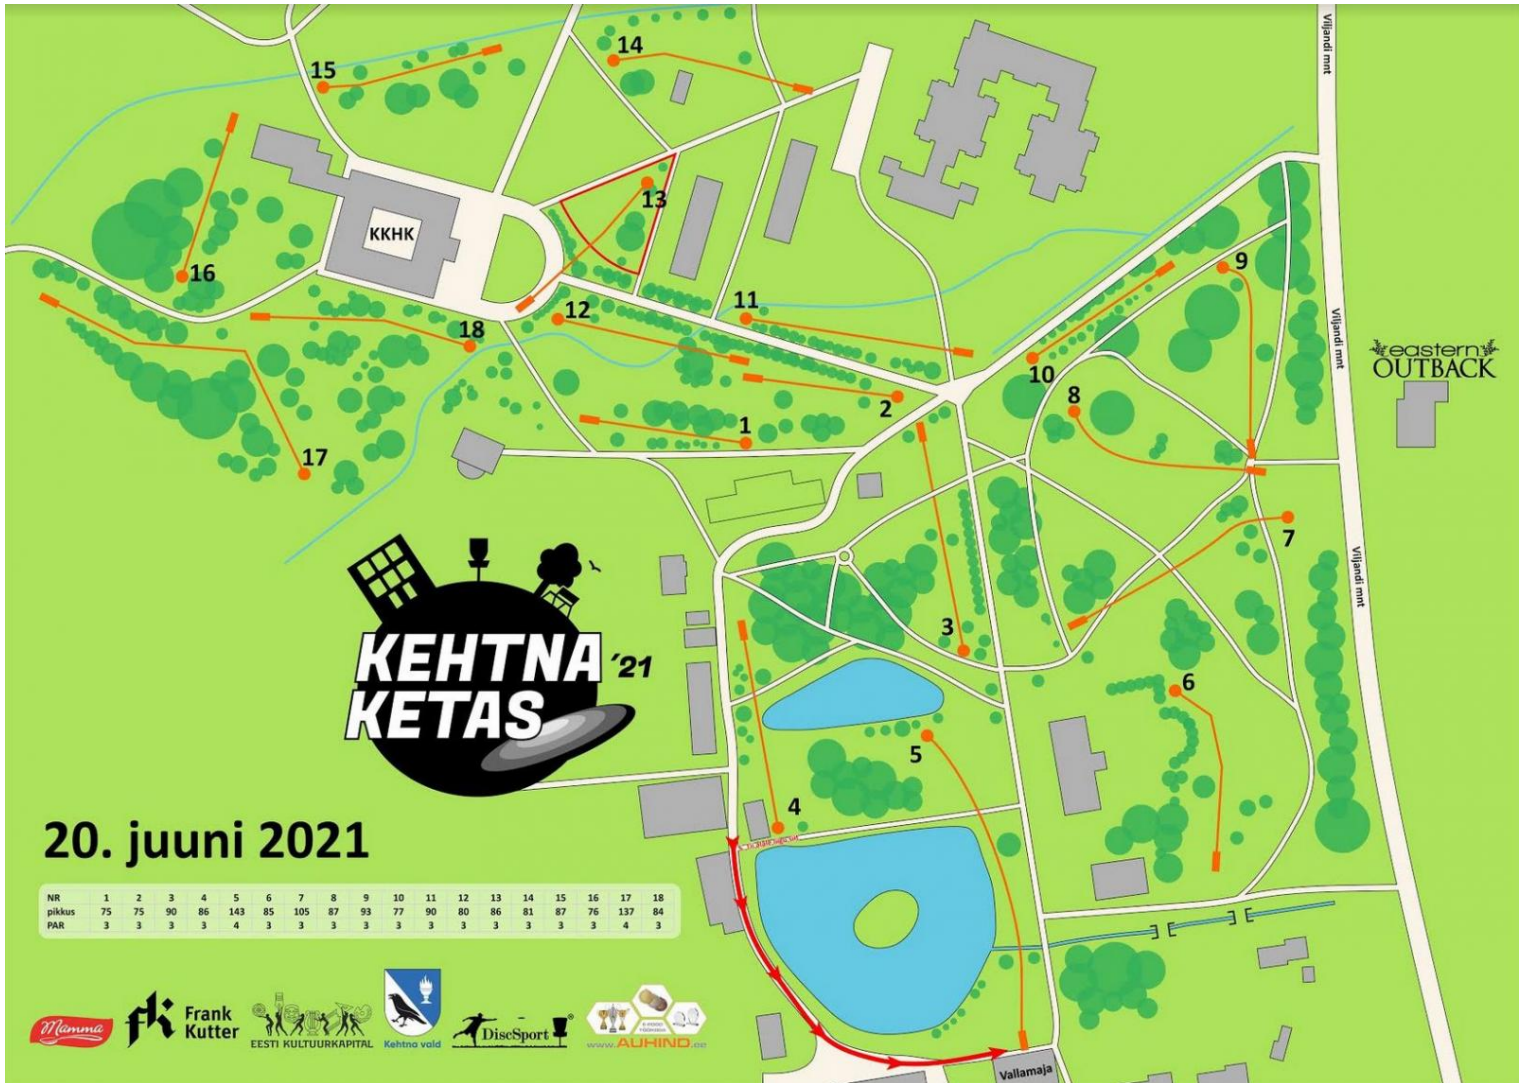 Viljandi mnt
14
15
13
KKHK
16
9
12
11
18
10
Viljandi mnt
eastern
OUTBACK
8
2
1
17
7
Viljandi mnt
3
KEHTNA '21
KETAS
6
5
4
20. juuni 2021
NR 1 2 3 4 5 6 7 8 9 10 11 12 13 14 15 16 17 18
pikkus 75 75 90 86 143 85 105 87 93 77 90 80 86 81 87 76 137 84
PAR 3 3 3 3 4 3 3 3 3 3 3 3 3 3 3 3 4 3
Mamma
Frank
Kutter
EESTI KULTUURKAPITAL
Kehtna vald
DiscSport
www.AUHIND.ee
Vallamaja